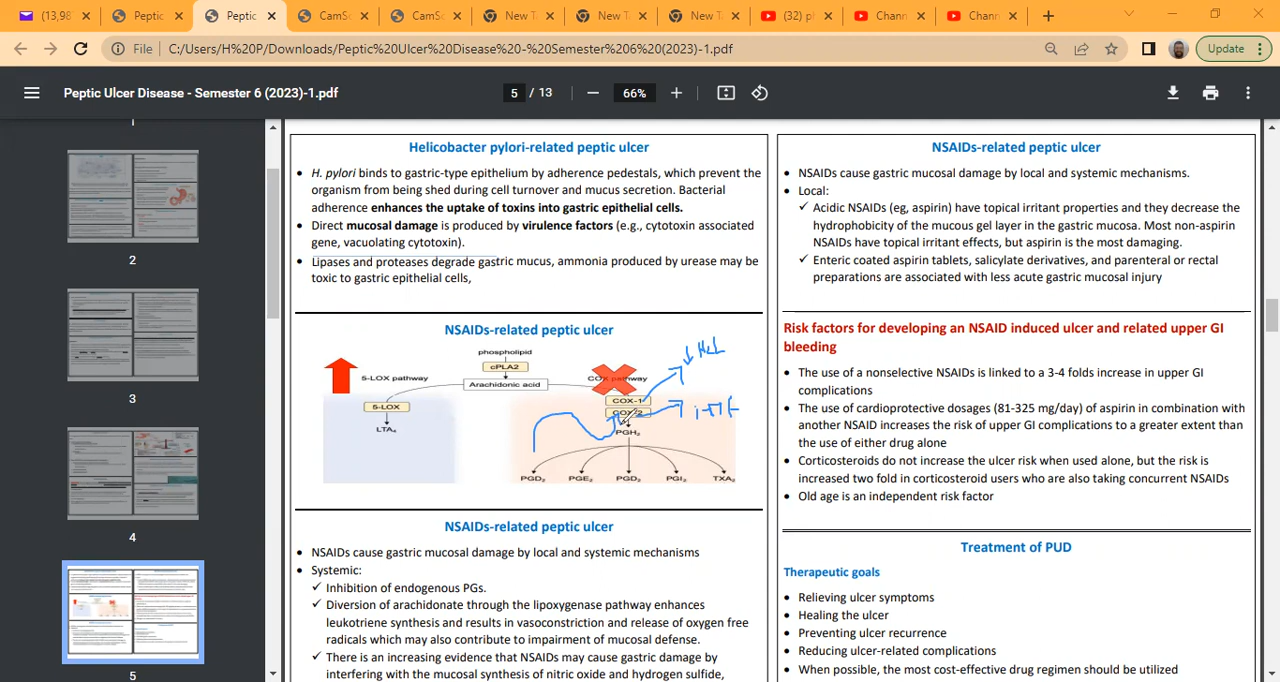 (13,98
Peptic
Peptic
CamS
CamS
New T
New T
New T
(32) p
Chann
Chann
File
C:/Users/H%20P/Downloads/Peptic%20Ulcer%20Disease%20-%20Semester%206%20(2023)-1.pdf
Update
Peptic Ulcer Disease - Semester 6 (2023)-1.pdf
5 / 13
66%
1
2
3
4
5
Helicobacter pylori-related peptic ulcer
• H. pylori binds to gastric-type epithelium by adherence pedestals, which prevent the
organism from being shed during cell turnover and mucus secretion. Bacterial
adherence enhances the uptake of toxins into gastric epithelial cells.
• Direct mucosal damage is produced by virulence factors (e.g., cytotoxin associated
gene, vacuolating cytotoxin).
• Lipases and proteases degrade gastric mucus, ammonia produced by urease may be
toxic to gastric epithelial cells,
NSAIDs-related peptic ulcer
phospholipid
cPLA2
5-LOX pathway
Arachidonic acid
COX pathway
↓ HCL
5-LOX
COX-1
COX-2
LTA₄
PGH₂
PGD₂
PGE₂
PGD₂
PGI₂
TXA₂
NSAIDs-related peptic ulcer
• NSAIDs cause gastric mucosal damage by local and systemic mechanisms
• Systemic:
✓ Inhibition of endogenous PGs.
✓ Diversion of arachidonate through the lipoxygenase pathway enhances
leukotriene synthesis and results in vasoconstriction and release of oxygen free
radicals which may also contribute to impairment of mucosal defense.
✓ There is an increasing evidence that NSAIDs may cause gastric damage by
interfering with the mucosal synthesis of nitric oxide and hydrogen sulfide,
NSAIDs-related peptic ulcer
• NSAIDs cause gastric mucosal damage by local and systemic mechanisms.
• Local:
✓ Acidic NSAIDs (eg, aspirin) have topical irritant properties and they decrease the
hydrophobicity of the mucous gel layer in the gastric mucosa. Most non-aspirin
NSAIDs have topical irritant effects, but aspirin is the most damaging.
✓ Enteric coated aspirin tablets, salicylate derivatives, and parenteral or rectal
preparations are associated with less acute gastric mucosal injury
Risk factors for developing an NSAID induced ulcer and related upper GI
bleeding
• The use of a nonselective NSAIDs is linked to a 3-4 folds increase in upper GI
complications
• The use of cardioprotective dosages (81-325 mg/day) of aspirin in combination with
another NSAID increases the risk of upper GI complications to a greater extent than
the use of either drug alone
• Corticosteroids do not increase the ulcer risk when used alone, but the risk is
increased two fold in corticosteroid users who are also taking concurrent NSAIDs
• Old age is an independent risk factor
Treatment of PUD
Therapeutic goals
• Relieving ulcer symptoms
• Healing the ulcer
• Preventing ulcer recurrence
• Reducing ulcer-related complications
• When possible, the most cost-effective drug regimen should be utilized